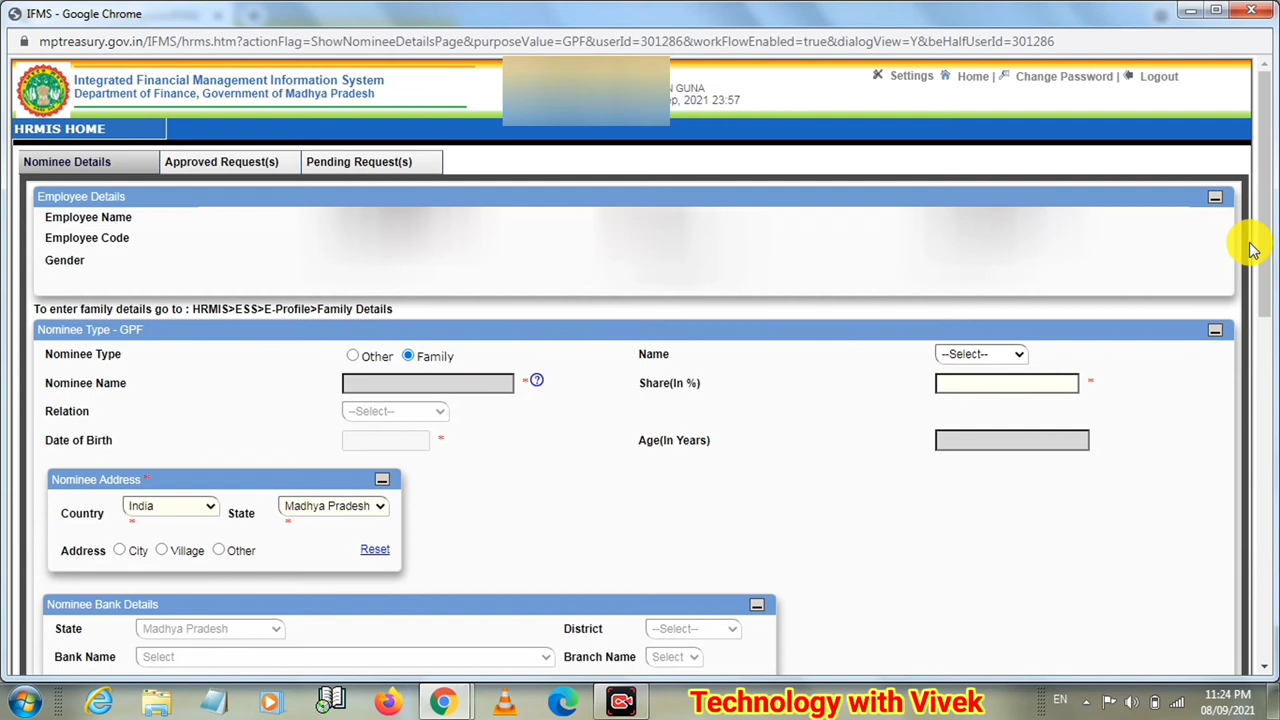 IFMS - Google Chrome
mptreasury.gov.in/IFMS/hrms.htm?actionFlag=ShowNomineeDetailsPage&purposeValue=GPF&userId=301286&workFlowEnabled=true&dialogView=Y&beHalfUserId=301286
Integrated Financial Management Information System
Department of Finance, Government of Madhya Pradesh
Settings Home | Change Password | Logout
GUNA
2021 23:57
HRMIS HOME
Nominee Details Approved Request(s) Pending Request(s)
Employee Details
Employee Name
Employee Code
Gender
To enter family details go to : HRMIS>ESS>E-Profile>Family Details
Nominee Type - GPF
Nominee Type Other Family Name --Select--
Nominee Name * ? Share(In %) *
Relation --Select--
Date of Birth * Age(In Years)
Nominee Address *
Country India * State Madhya Pradesh *
Address City Village Other Reset
Nominee Bank Details
State Madhya Pradesh District --Select--
Bank Name Select Branch Name Select
Technology with Vivek
EN
11:24 PM
08/09/2021